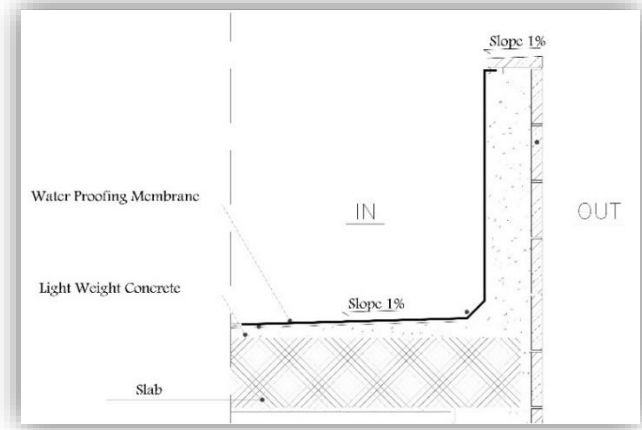 Slope 1%
Water Proofing Membrane
IN
OUT
Light Weight Concrete
Slope 1%
Slab